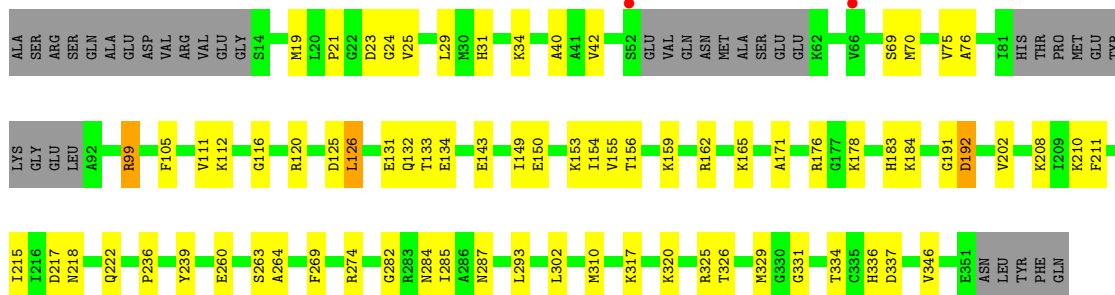 ALA SER ARG SER GLN ALA GLU ASP VAL ARG VAL GLU GLY S14 M19 L20 P21 G22 D23 G24 V25 L29 M30 H31 K34 A40 A41 V42 S52 GLU VAL GLN ASN MET ALA SER GLU GLU K62 V66 S69 M70 V75 A76 I81 HIS THR PRO MET GLU TYR
LYS GLY GLU LEU A92 R99 F105 V111 K112 G116 R120 D125 L126 E131 Q132 T133 E134 E143 I149 E150 K153 I154 V155 T156 K159 R162 K165 A171 R176 G177 K178 H183 K184 G191 D192 V202 K208 I209 K210 F211
I215 I216 D217 N218 Q222 P236 Y239 E260 S263 A264 F269 R274 G282 R283 N284 I285 A286 N287 L293 L302 M310 K317 K320 R325 T326 M329 G330 G331 T334 C335 H336 D337 V346 E351 ASN LEU TYR PHE GLN